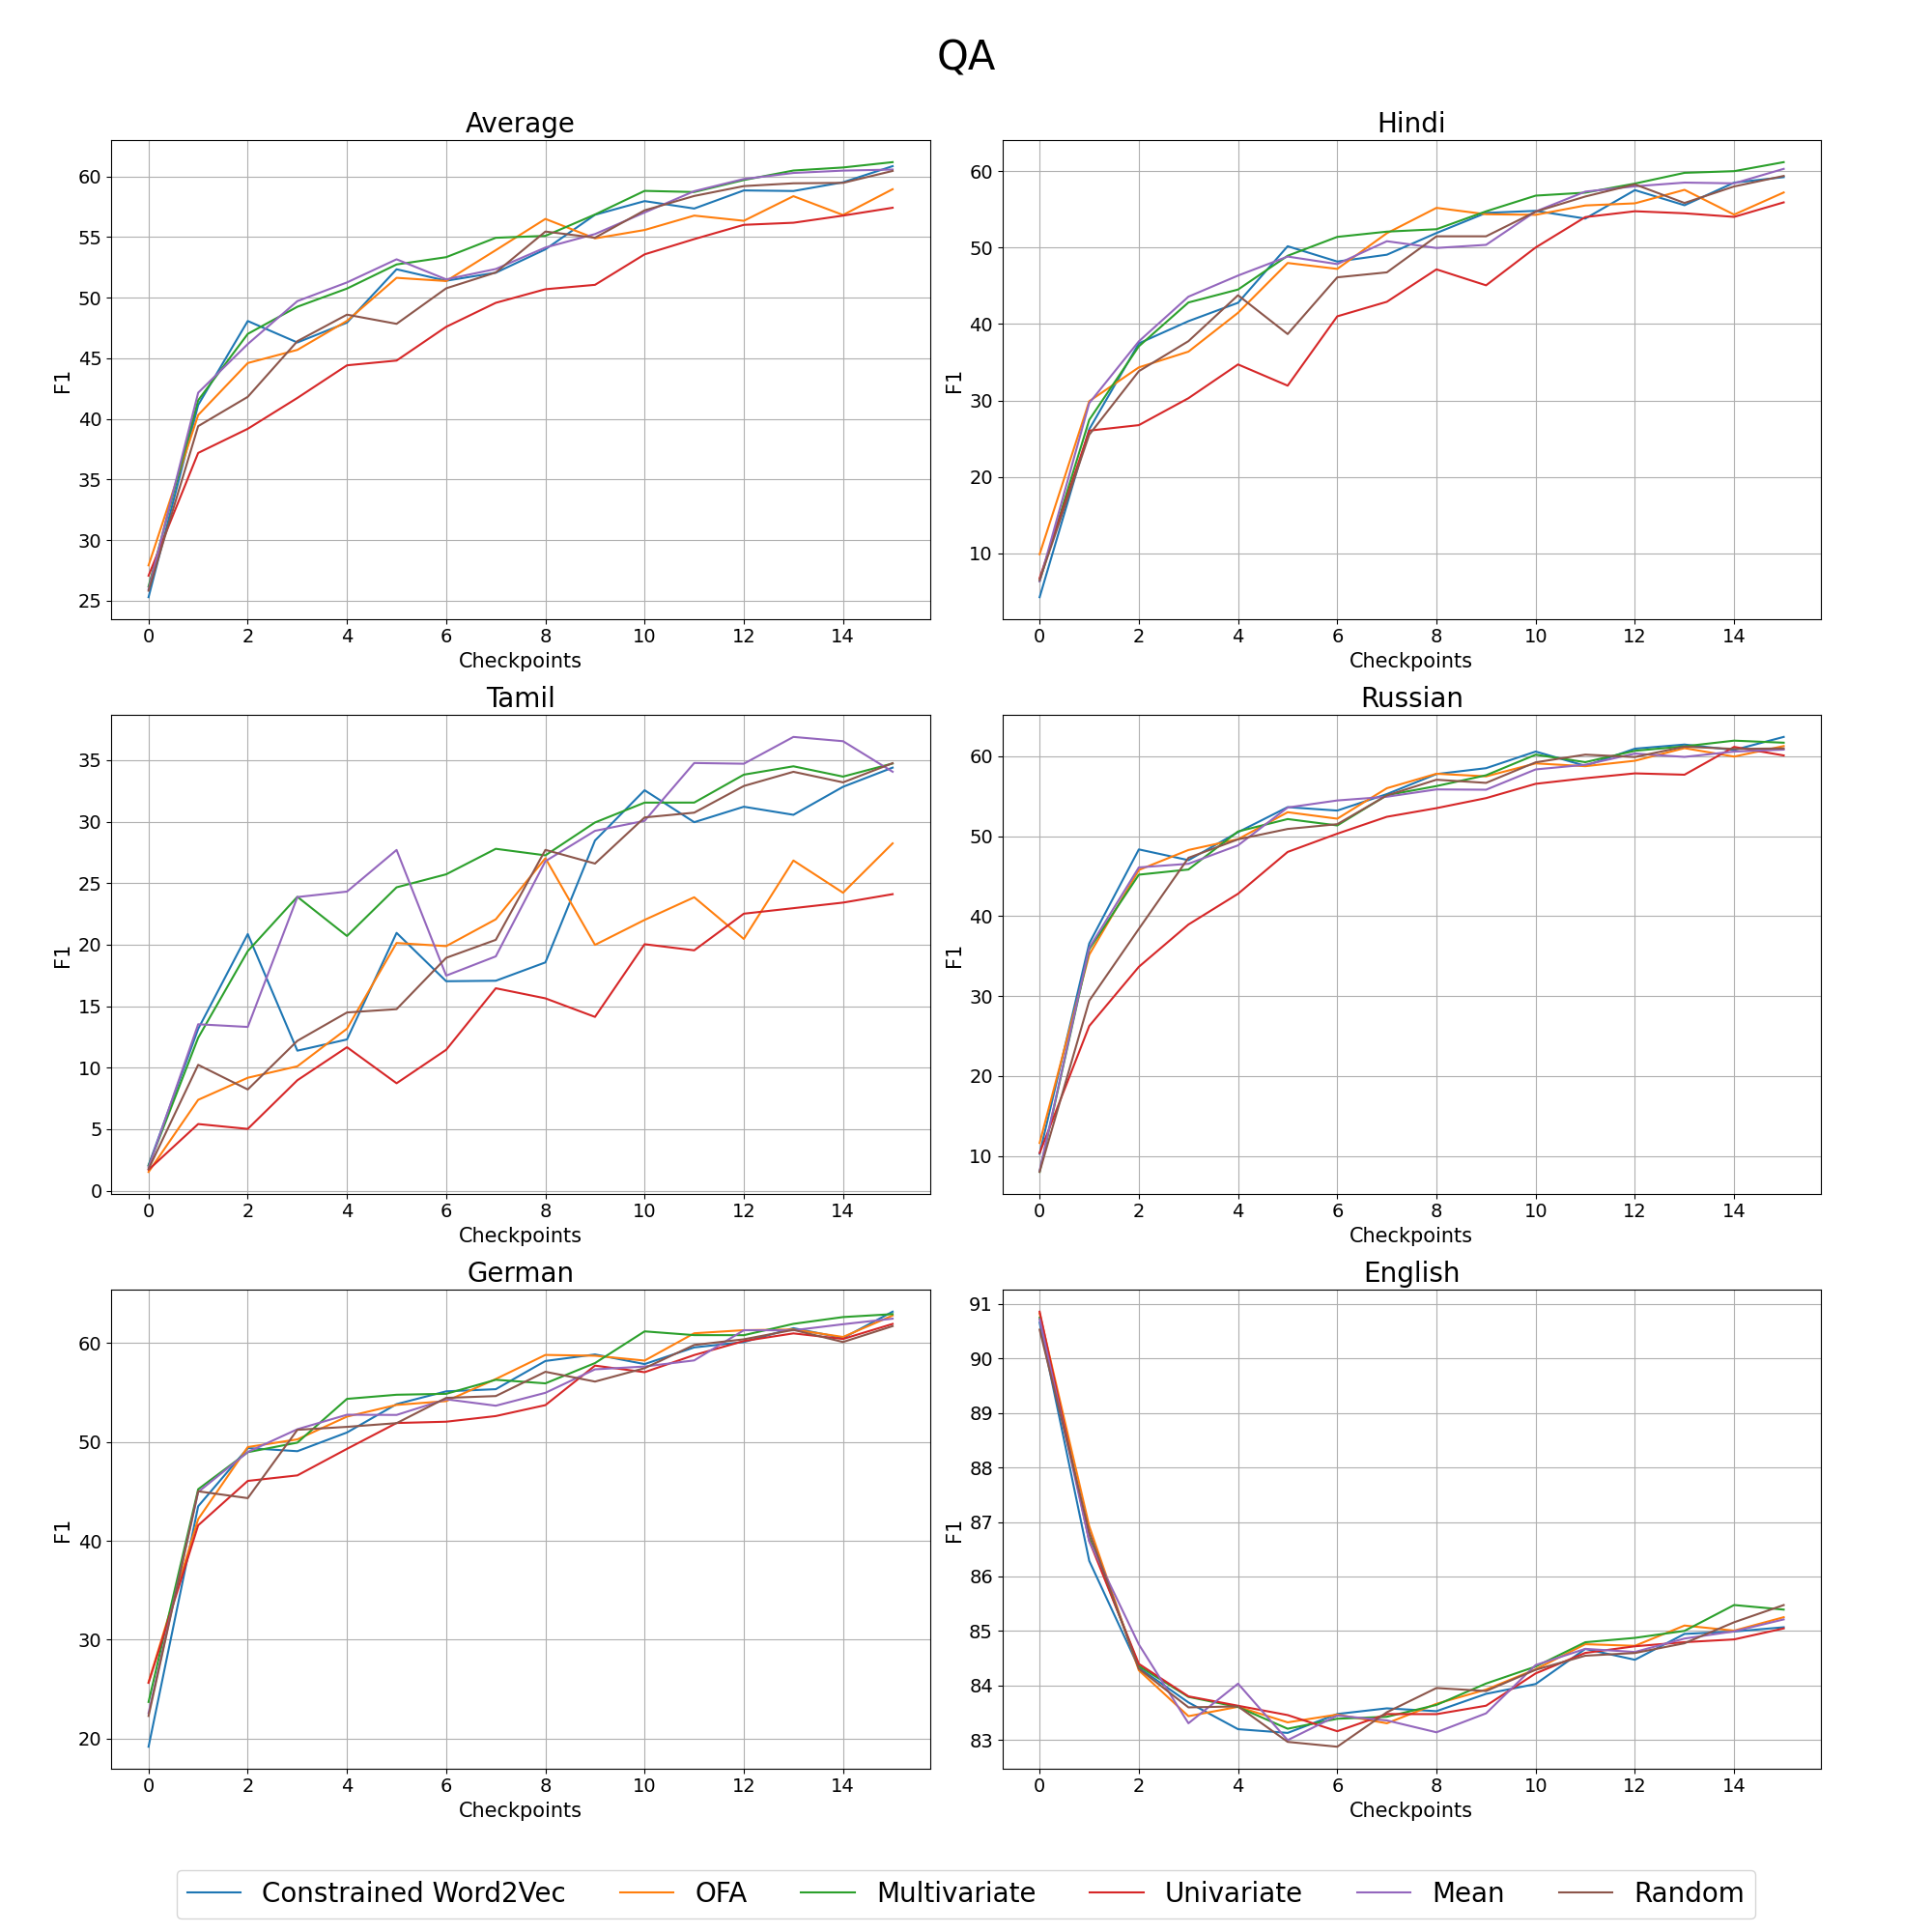 QA
Average
Hindi
60
55
50
45
40
35
30
25
F1
0 2 4 6 8 10 12 14
Checkpoints
60
50
40
30
20
10
F1
0 2 4 6 8 10 12 14
Checkpoints
Tamil
Russian
35
30
25
20
15
10
5
0
F1
0 2 4 6 8 10 12 14
Checkpoints
60
50
40
30
20
10
F1
0 2 4 6 8 10 12 14
Checkpoints
German
English
60
50
40
30
20
F1
0 2 4 6 8 10 12 14
Checkpoints
91
90
89
88
87
86
85
84
83
F1
0 2 4 6 8 10 12 14
Checkpoints
Constrained Word2Vec OFA Multivariate Univariate Mean Random